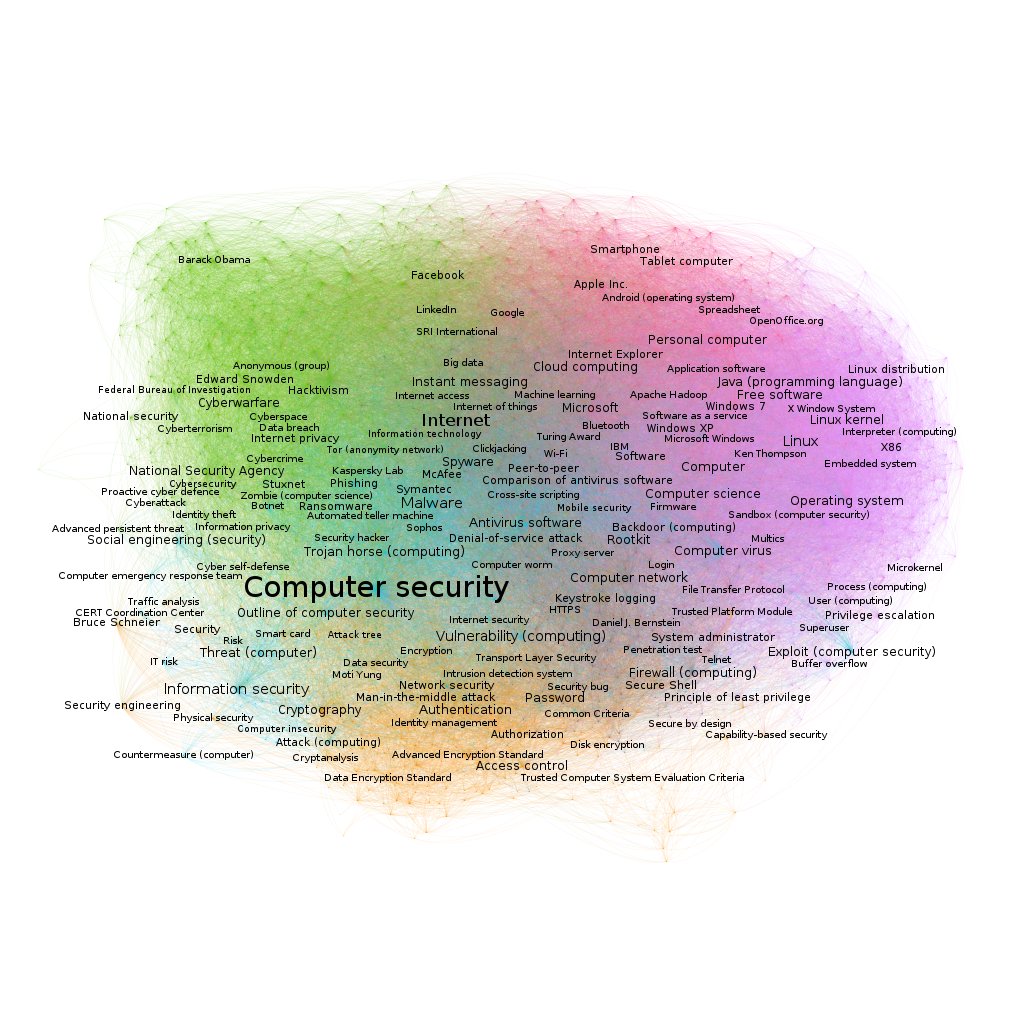 Smartphone
Barack Obama
Tablet computer
Facebook
Apple Inc.
Android (operating system)
LinkedIn
Google
Spreadsheet
OpenOffice.org
SRI International
Personal computer
Internet Explorer
Anonymous (group)
Big data
Cloud computing
Application software
Linux distribution
Edward Snowden
Instant messaging
Java (programming language)
Federal Bureau of Investigation
Hacktivism
Internet access
Machine learning
Apache Hadoop
Free software
Cyberwarfare
Internet of things
Microsoft
Windows 7
X Window System
National security
Cyberspace
Internet
Software as a service
Linux kernel
Cyberterrorism
Data breach
Bluetooth
Windows XP
Interpreter (computing)
Internet privacy
Information technology
Turing Award
Microsoft Windows
Linux
Tor (anonymity network)
Clickjacking
IBM
X86
Cybercrime
Spyware
Wi-Fi
Software
Ken Thompson
Embedded system
National Security Agency
Kaspersky Lab
McAfee
Peer-to-peer
Computer
Cybersecurity
Stuxnet
Phishing
Comparison of antivirus software
Proactive cyber defence
Zombie (computer science)
Symantec
Cross-site scripting
Computer science
Cyberattack
Botnet
Ransomware
Malware
Mobile security
Firmware
Operating system
Identity theft
Automated teller machine
Sandbox (computer security)
Advanced persistent threat
Information privacy
Sophos
Antivirus software
Backdoor (computing)
Social engineering (security)
Security hacker
Denial-of-service attack
Rootkit
Multics
Trojan horse (computing)
Proxy server
Computer virus
Cyber self-defense
Computer worm
Login
Microkernel
Computer emergency response team
Computer security
Computer network
File Transfer Protocol
Process (computing)
Traffic analysis
Keystroke logging
User (computing)
CERT Coordination Center
Outline of computer security
HTTPS
Trusted Platform Module
Privilege escalation
Bruce Schneier
Internet security
Daniel J. Bernstein
Security
Smart card
Attack tree
Vulnerability (computing)
System administrator
Superuser
Risk
Threat (computer)
Encryption
Penetration test
Exploit (computer security)
IT risk
Data security
Transport Layer Security
Telnet
Buffer overflow
Moti Yung
Intrusion detection system
Firewall (computing)
Information security
Network security
Security bug
Secure Shell
Security engineering
Man-in-the-middle attack
Password
Principle of least privilege
Physical security
Cryptography
Authentication
Common Criteria
Computer insecurity
Identity management
Secure by design
Attack (computing)
Authorization
Capability-based security
Countermeasure (computer)
Cryptanalysis
Advanced Encryption Standard
Disk encryption
Access control
Data Encryption Standard
Trusted Computer System Evaluation Criteria